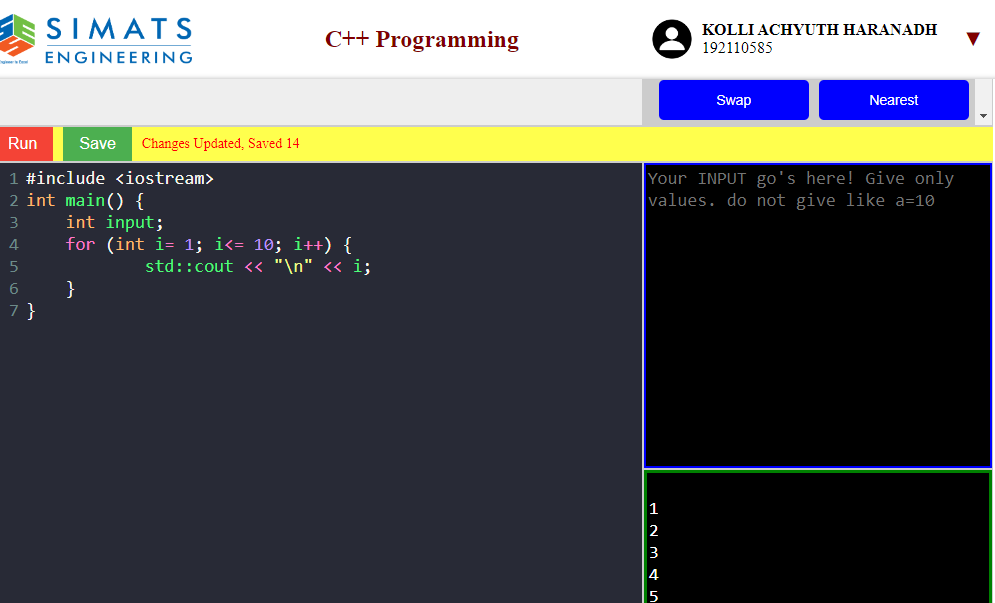 SIMATS
ENGINEERING
C++ Programming
KOLLI ACHYUTH HARANADH
192110585
▼
Swap
Nearest
Run
Save
Changes Updated, Saved 14
1 #include <iostream>
2 int main() {
3     int input;
4     for (int i= 1; i<= 10; i++) {
5             std::cout << "\n" << i;
6     }
7 }
Your INPUT go's here! Give only
values. do not give like a=10
1
2
3
4
5